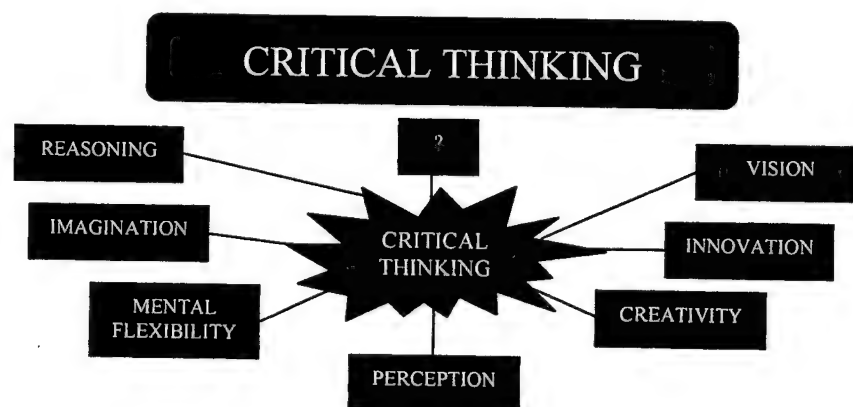 CRITICAL THINKING
?
REASONING
VISION
IMAGINATION
CRITICAL
THINKING
INNOVATION
MENTAL
FLEXIBILITY
CREATIVITY
PERCEPTION